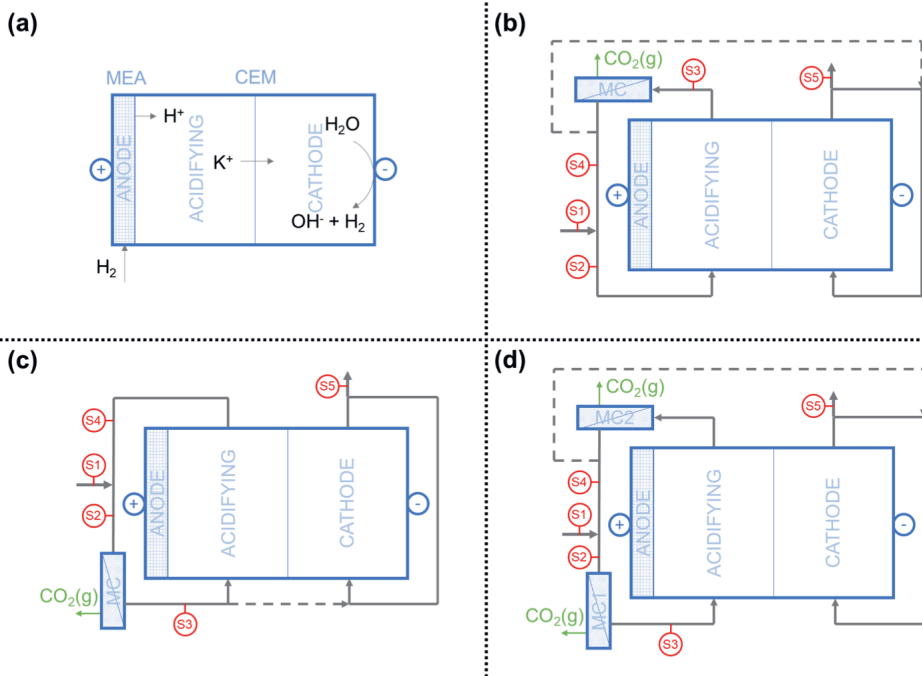 (a)
MEA
CEM
H+
H2O
K+
ANODE
ACIDIFYING
CATHODE
+
-
OH- + H2
H2
(b)
CO2(g)
MC
S3
S5
S4
S1
S2
+
-
ANODE
ACIDIFYING
CATHODE
(c)
S5
S4
S1
S2
+
-
ANODE
ACIDIFYING
CATHODE
MC
CO2(g)
S3
(d)
CO2(g)
MC2
S5
S4
S1
S2
+
-
ANODE
ACIDIFYING
CATHODE
MC1
CO2(g)
S3